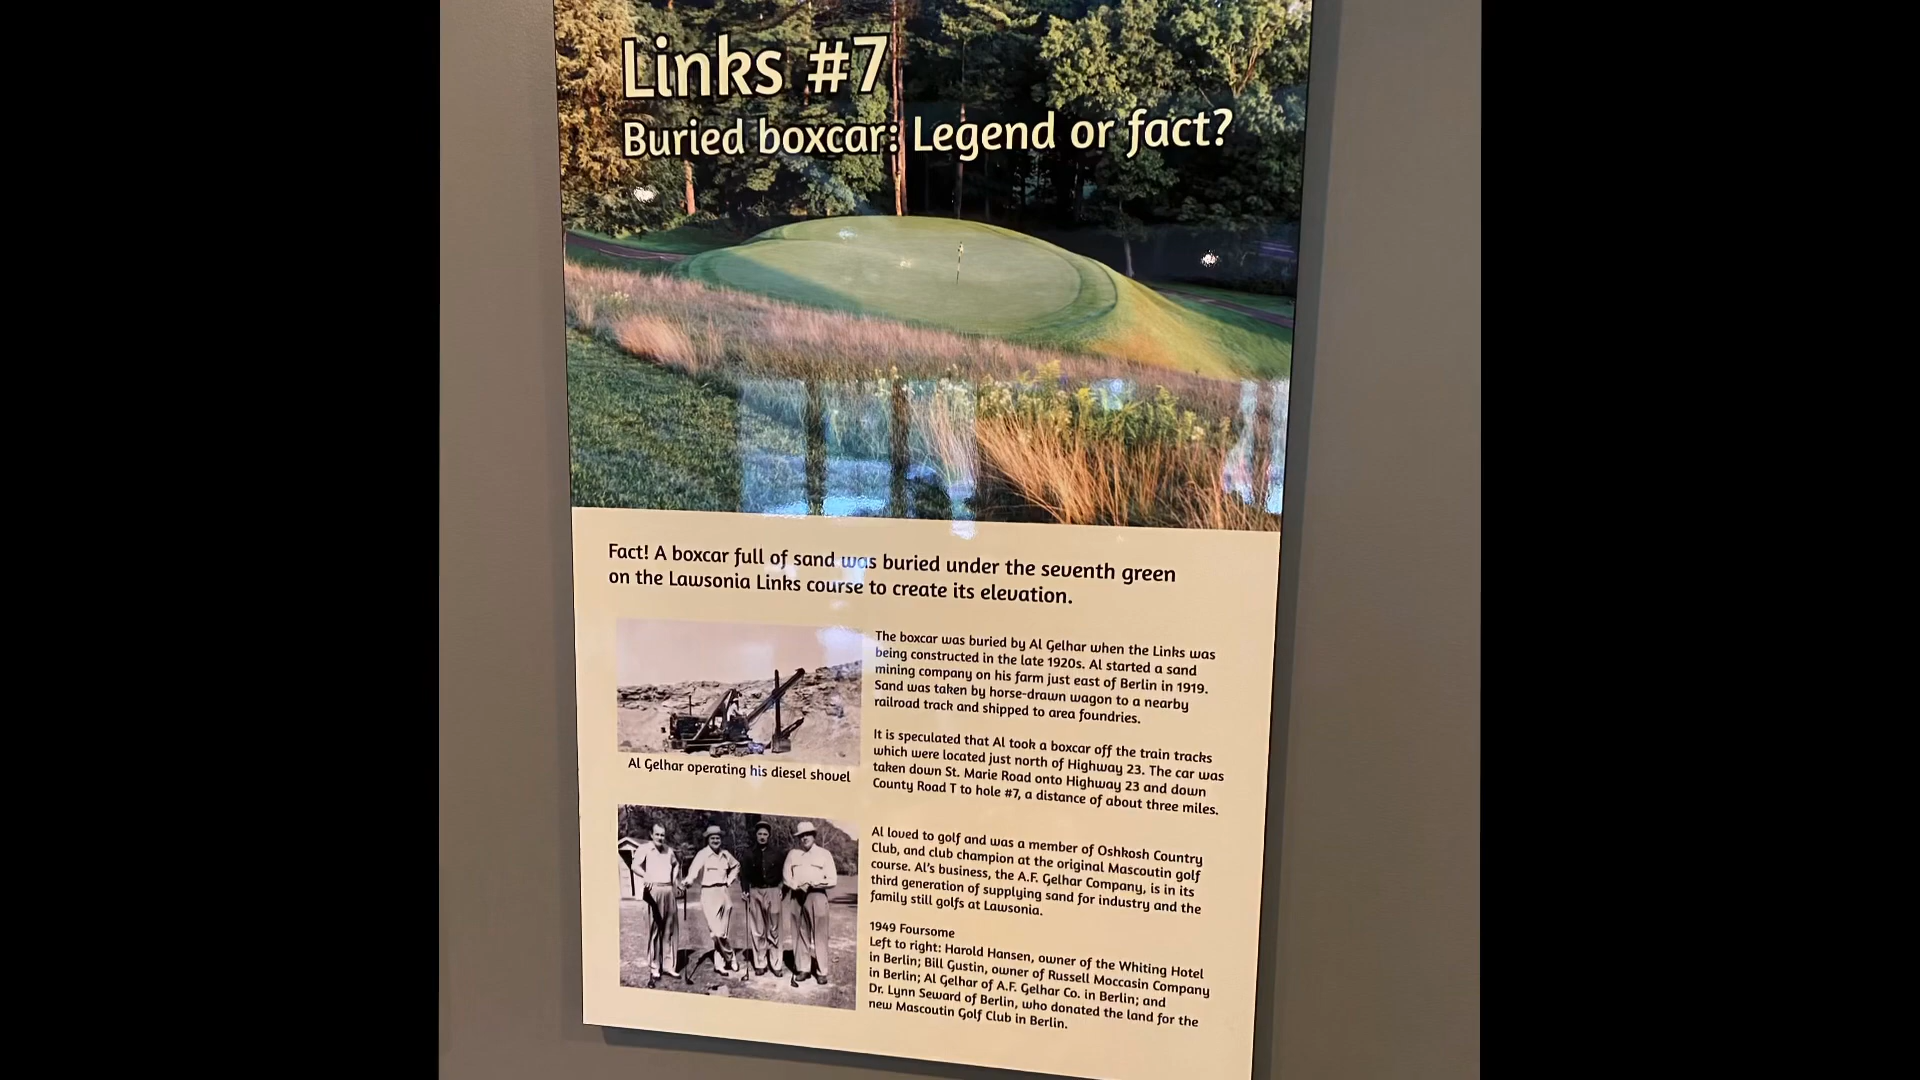 Links #7
Buried boxcar: Legend or fact?
Fact! A boxcar full of sand was buried under the seventh green
on the Lawsonia Links course to create its elevation.
The boxcar was buried by Al Gelhar when the Links was
being constructed in the late 1920s. Al started a sand
mining company on his farm just east of Berlin in 1919.
Sand was taken by horse-drawn wagon to a nearby
railroad track and shipped to area foundries.
It is speculated that Al took a boxcar off the train tracks
which were located just north of Highway 23. The car was
taken down St. Marie Road onto Highway 23 and down
County Road T to hole #7, a distance of about three miles.
Al Gelhar operating his diesel shovel
Al loved to golf and was a member of Oshkosh Country
Club, and club champion at the original Mascoutin golf
course. Al's business, the A.F. Gelhar Company, is in its
third generation of supplying sand for industry and the
family still golfs at Lawsonia.
1949 Foursome
Left to right: Harold Hansen, owner of the Whiting Hotel
in Berlin; Bill Gustin, owner of Russell Moccasin Company
in Berlin; Al Gelhar of A.F. Gelhar Co. in Berlin; and
Dr. Lynn Seward of Berlin, who donated the land for the
new Mascoutin Golf Club in Berlin.